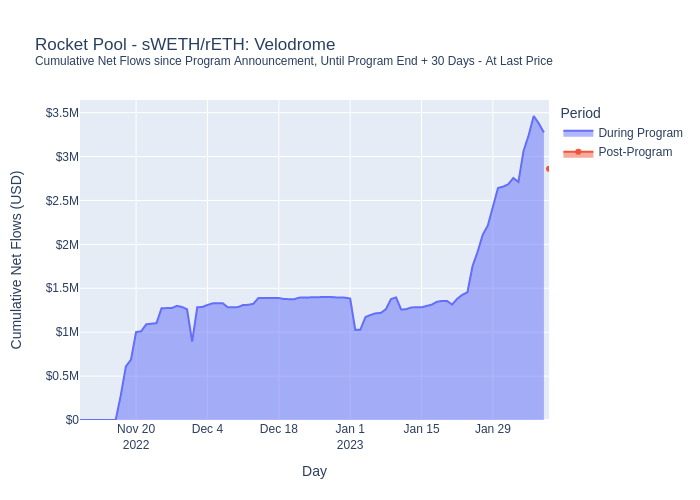 Rocket Pool - sWETH/rETH: Velodrome
Cumulative Net Flows since Program Announcement, Until Program End + 30 Days - At Last Price
Period
During Program
Post-Program
Cumulative Net Flows (USD)
$3.5M
$3M
$2.5M
$2M
$1.5M
$1M
$0.5M
$0
Nov 20
2022
Dec 4
Dec 18
Jan 1
2023
Jan 15
Jan 29
Day